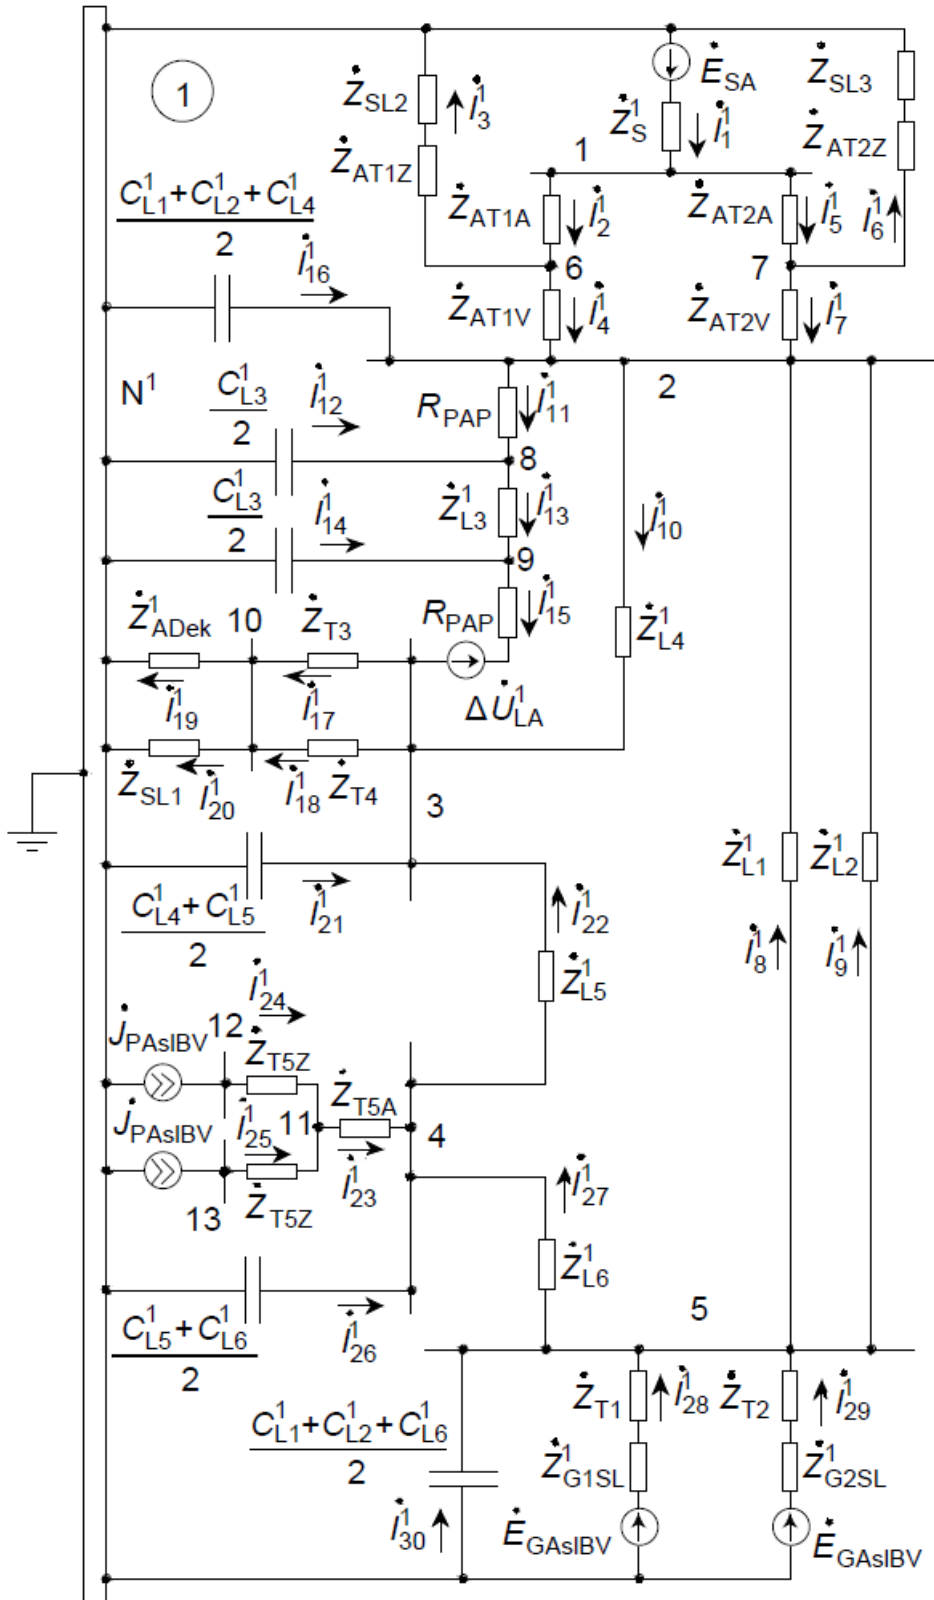 1
Ż_SL2
İ_3^1
Ż_AT1Z
Ė_SA
Ż_S^1
İ_1^1
Ż_SL3
Ż_AT2Z
1
C_L1^1 + C_L2^1 + C_L4^1
2
İ_16^1
Ż_AT1A
İ_2^1
Ż_AT2A
İ_5^1
İ_6^1
6
7
Ż_AT1V
İ_4^1
Ż_AT2V
İ_7^1
2
N^1
C_L3^1
2
İ_12^1
R_PAP
İ_11^1
8
C_L3^1
2
İ_14^1
Ż_L3^1
İ_13^1
İ_10^1
9
Ż_ADek^1
10
Ż_T3
R_PAP
İ_15^1
Ż_L4^1
İ_19^1
İ_17^1
ΔU̇_LA^1
Ż_SL1
İ_20^1
İ_18^1
Ż_T4
3
C_L4^1 + C_L5^1
2
İ_21^1
İ_22^1
Ż_L5^1
Ż_L1^1
Ż_L2^1
İ_8^1
İ_9^1
İ_24^1
J̇_PAsIBV
12
Ż_T5Z
Ż_T5A
J̇_PAsIBV
İ_25^1
11
4
İ_23^1
13
Ż_T5Z
İ_27^1
Ż_L6^1
C_L5^1 + C_L6^1
2
İ_26^1
5
C_L1^1 + C_L2^1 + C_L6^1
2
Ż_T1
İ_28^1
Ż_T2
İ_29^1
Ż_G1SL^1
Ż_G2SL^1
İ_30^1
Ė_GAsIBV
Ė_GAsIBV